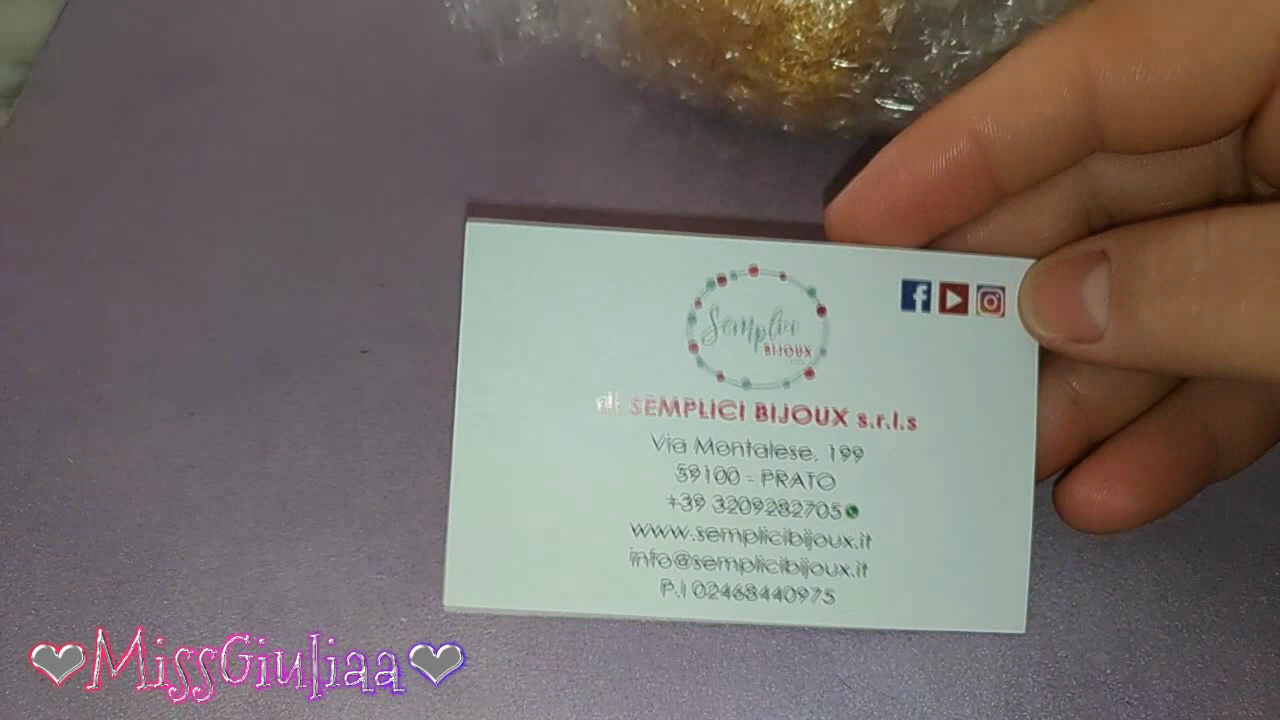 Semplici
BIJOUX
di SEMPLICI BIJOUX s.r.l.s
Via Montalese, 199
59100 - PRATO
+39 3209282705
www.semplicibijoux.it
info@semplicibijoux.it
P.I 02468440975
❤MissGiuliaa❤